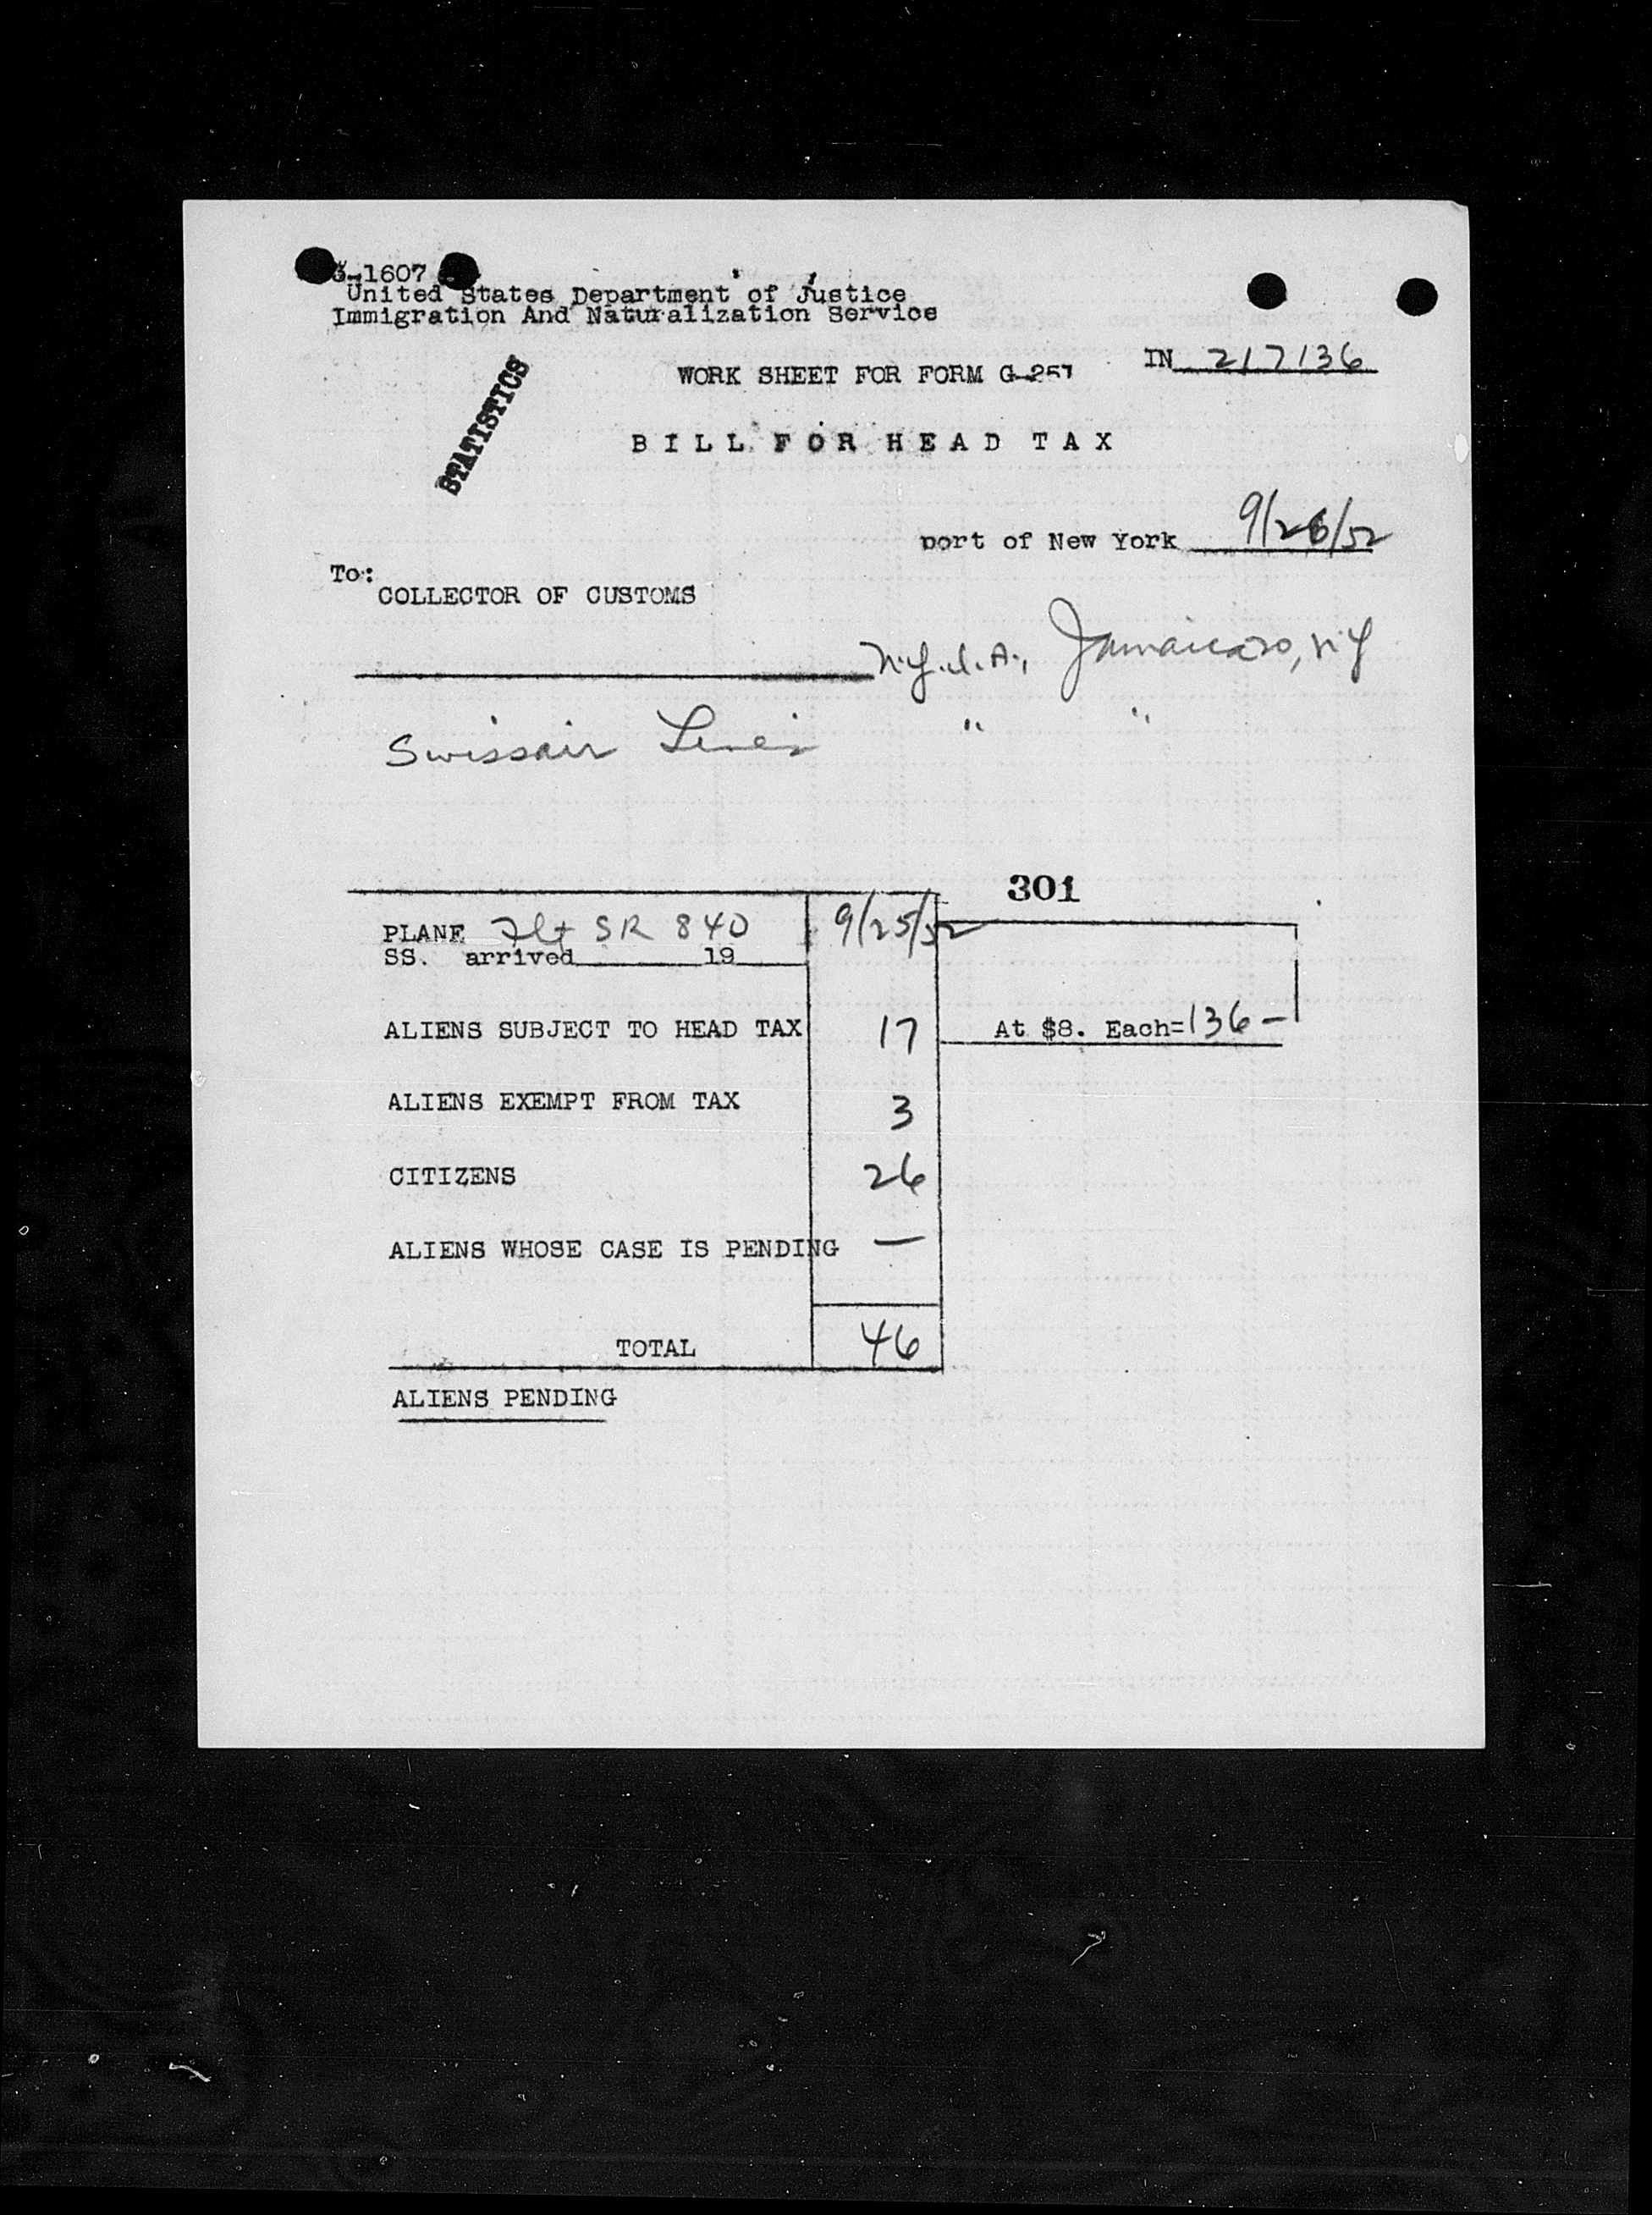 3-1607
United States Department of Justice
Immigration And Naturalization Service
STATISTICS
WORK SHEET FOR FORM G-257
IN 217136
BILL FOR HEAD TAX
port of New York 9/26/52
To:
COLLECTOR OF CUSTOMS
N.Y.I.A., Jamaica 30, N.Y
Swissair Lines " "
301
PLANE Flt SR 840 9/25/52
SS. arrived 19
ALIENS SUBJECT TO HEAD TAX 17 At $8. Each=136-
ALIENS EXEMPT FROM TAX 3
CITIZENS 26
ALIENS WHOSE CASE IS PENDING —
TOTAL 46
ALIENS PENDING